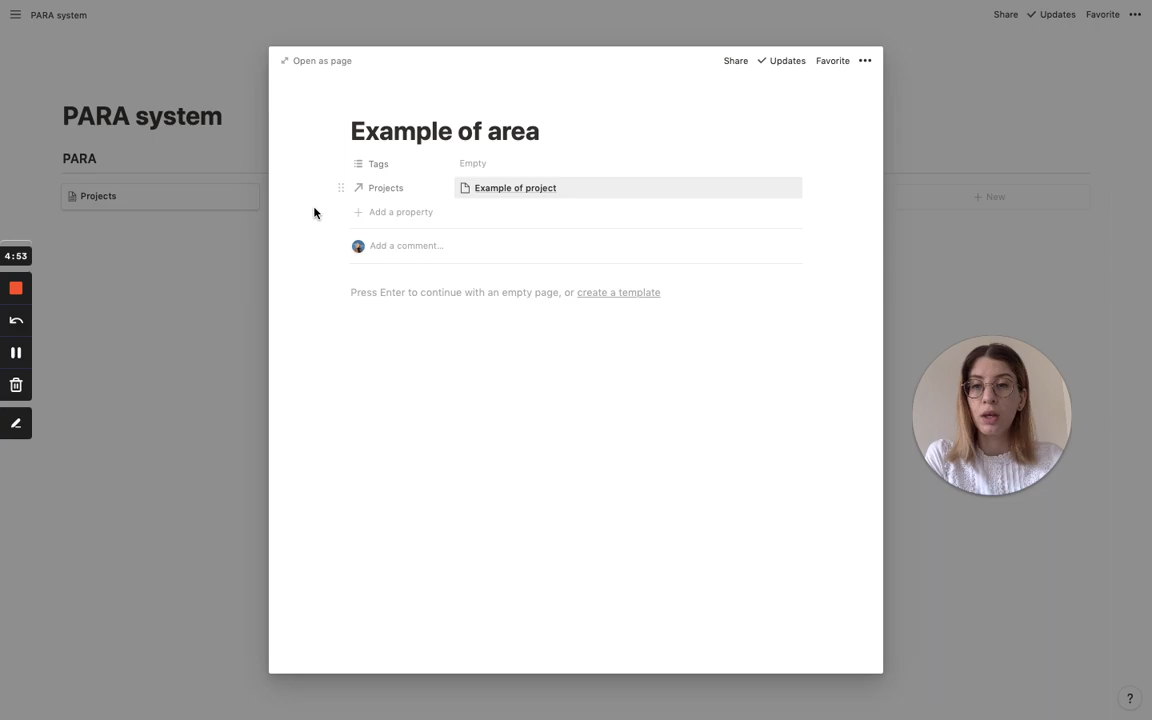 PARA system
Share Updates Favorite •••
Open as page
Share Updates Favorite •••
PARA system
PARA
Projects
+ New
Example of area
Tags Empty
Projects Example of project
+ Add a property
Add a comment...
Press Enter to continue with an empty page, or create a template
4:53
?